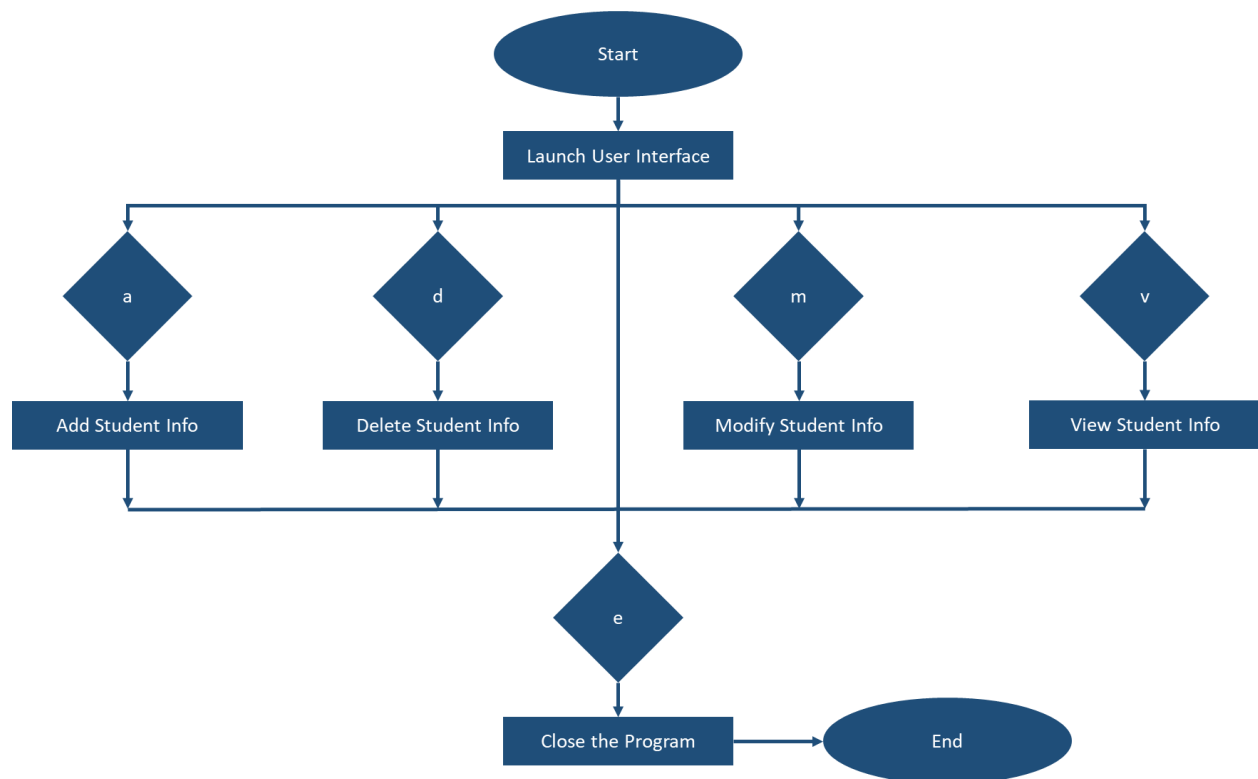 Start
Launch User Interface
a
d
m
v
Add Student Info
Delete Student Info
Modify Student Info
View Student Info
e
Close the Program
End